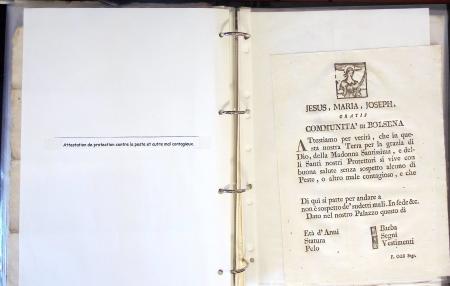 Attestation de protection contre la peste et autre mal contagieux.
JESUS, MARIA, JOSEPH,
GRATIS
COMMUNITA' DI BOLSENA
ATtestiamo per verità, che in que-
sta nostra Terra per la grazia di
Dio, della Madonna Santissima, e del-
li Santi nostri Protettori si vive con
buona salute senza sospetto alcuno di
Peste, o altro male contagioso, e che
Di qui si parte per andare a
non è sospetto de' sudetti mali. In fede &c.
Dato nel nostro Palazzo questo dì
Età d'Anni
Barba
Statura
Segni
Pelo
Vestimenti